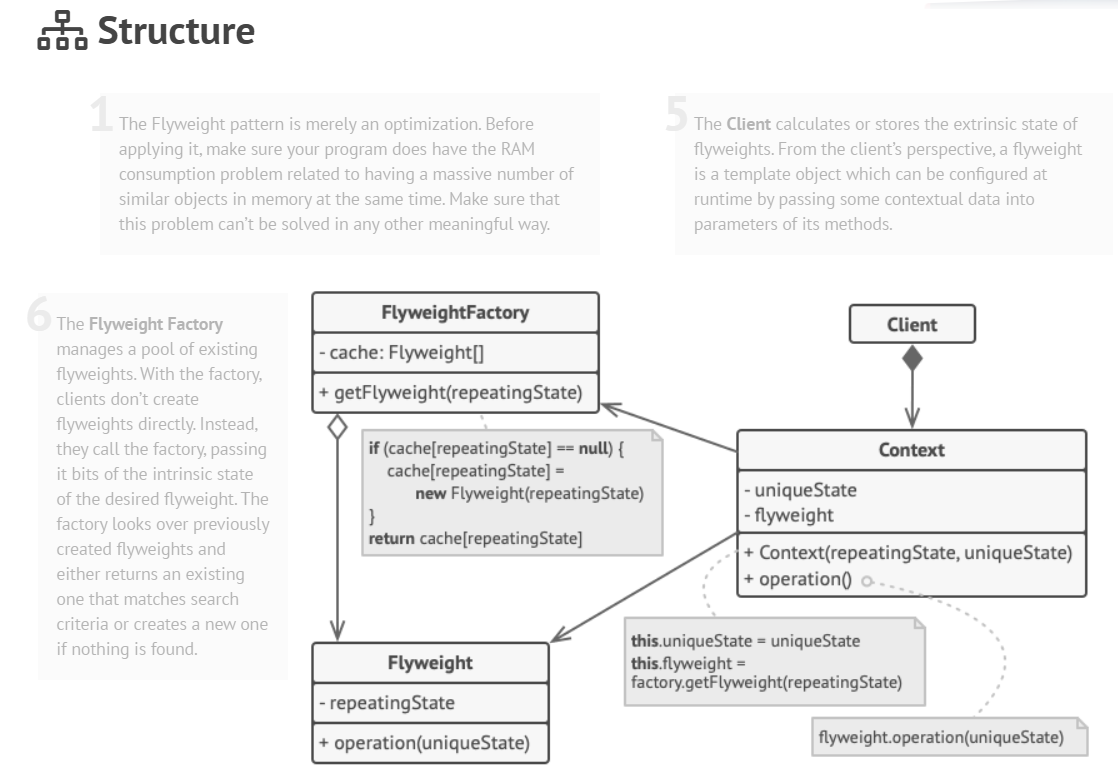 Structure
1
The Flyweight pattern is merely an optimization. Before
applying it, make sure your program does have the RAM
consumption problem related to having a massive number of
similar objects in memory at the same time. Make sure that
this problem can’t be solved in any other meaningful way.
5
The Client calculates or stores the extrinsic state of
flyweights. From the client’s perspective, a flyweight
is a template object which can be configured at
runtime by passing some contextual data into
parameters of its methods.
6
The Flyweight Factory
manages a pool of existing
flyweights. With the factory,
clients don’t create
flyweights directly. Instead,
they call the factory, passing
it bits of the intrinsic state
of the desired flyweight. The
factory looks over previously
created flyweights and
either returns an existing
one that matches search
criteria or creates a new one
if nothing is found.
FlyweightFactory
- cache: Flyweight[]
+ getFlyweight(repeatingState)
if (cache[repeatingState] == null) {
cache[repeatingState] =
new Flyweight(repeatingState)
}
return cache[repeatingState]
Client
Context
- uniqueState
- flyweight
+ Context(repeatingState, uniqueState)
+ operation()
this.uniqueState = uniqueState
this.flyweight =
factory.getFlyweight(repeatingState)
flyweight.operation(uniqueState)
Flyweight
- repeatingState
+ operation(uniqueState)